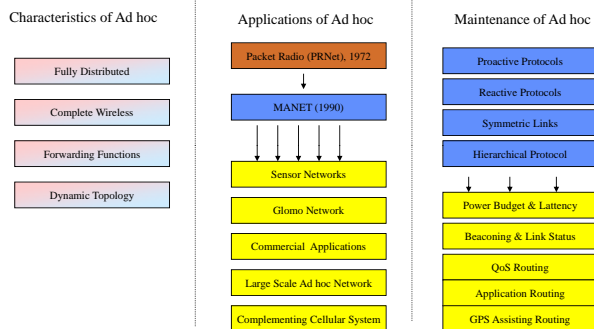 Characteristics of Ad hoc
Fully Distributed
Complete Wireless
Forwarding Functions
Dynamic Topology
Applications of Ad hoc
Packet Radio (PRNet), 1972
MANET (1990)
Sensor Networks
Glomo Network
Commercial Applications
Large Scale Ad hoc Network
Complementing Cellular System
Maintenance of Ad hoc
Proactive Protocols
Reactive Protocols
Symmetric Links
Hierarchical Protocol
Power Budget & Lattency
Beaconing & Link Status
QoS Routing
Application Routing
GPS Assisting Routing